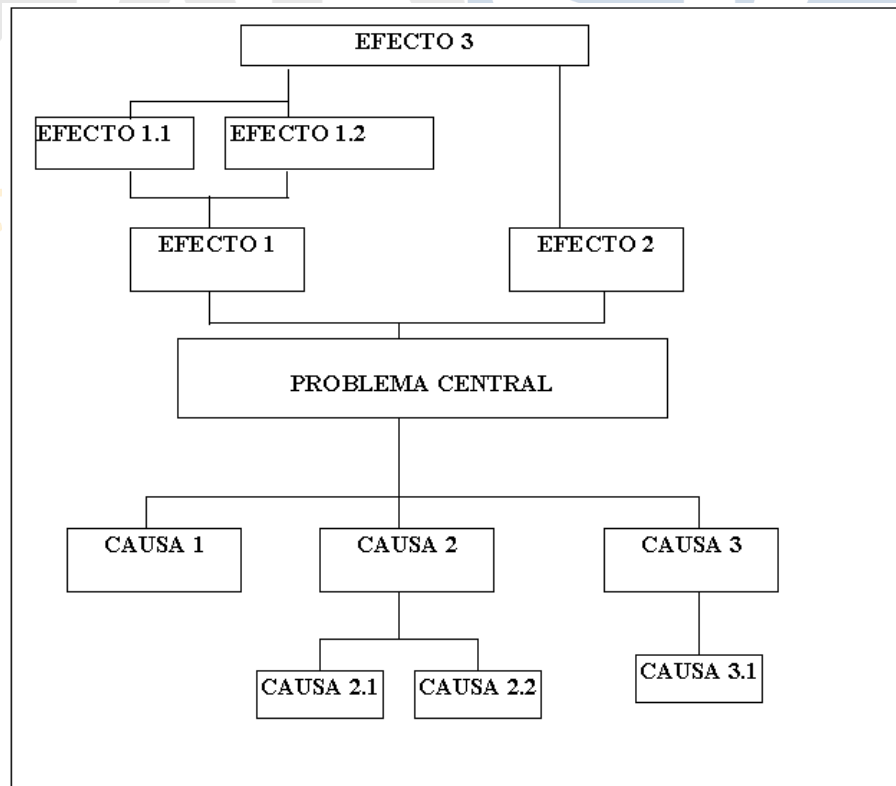 EFECTO 3
EFECTO 1.1
EFECTO 1.2
EFECTO 1
EFECTO 2
PROBLEMA CENTRAL
CAUSA 1
CAUSA 2
CAUSA 3
CAUSA 2.1
CAUSA 2.2
CAUSA 3.1